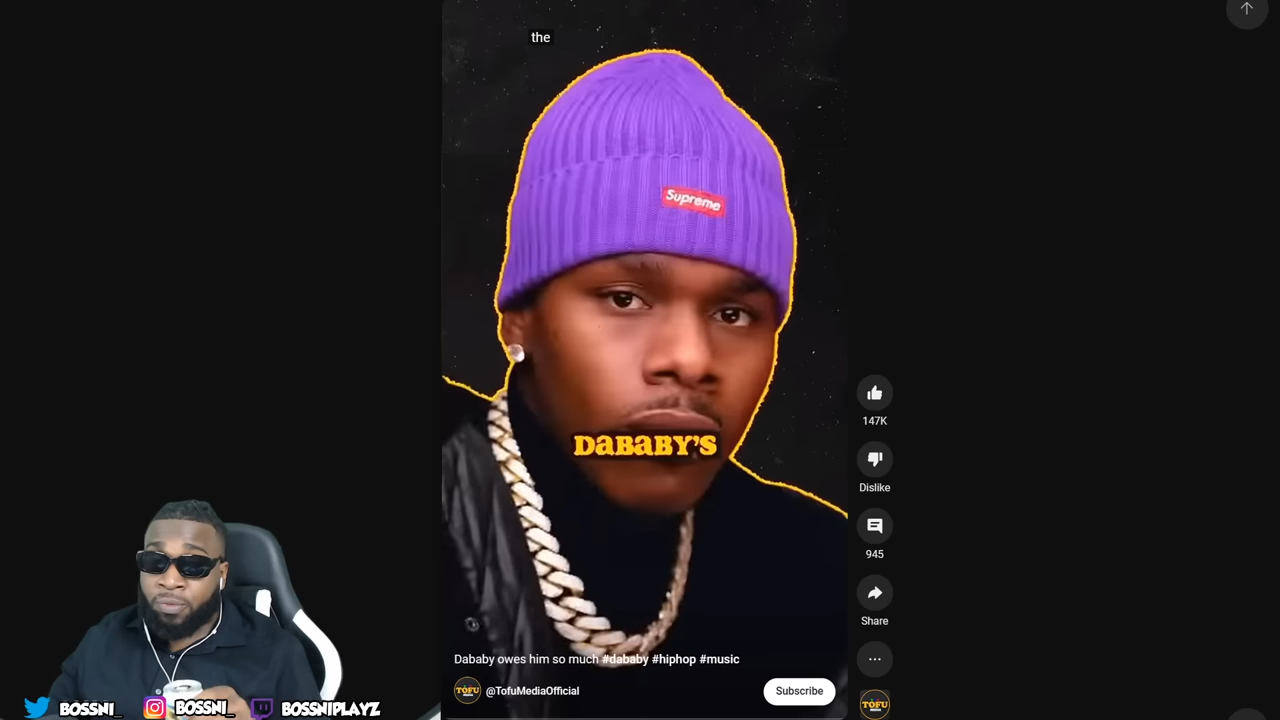 the
Supreme
DABABY'S
147K
Dislike
945
Share
Dababy owes him so much #dababy #hiphop #music
TOFU
@TofuMediaOfficial
Subscribe
TOFU
BOSSNI_
BOSSNI_
BOSSNIPLAYZ